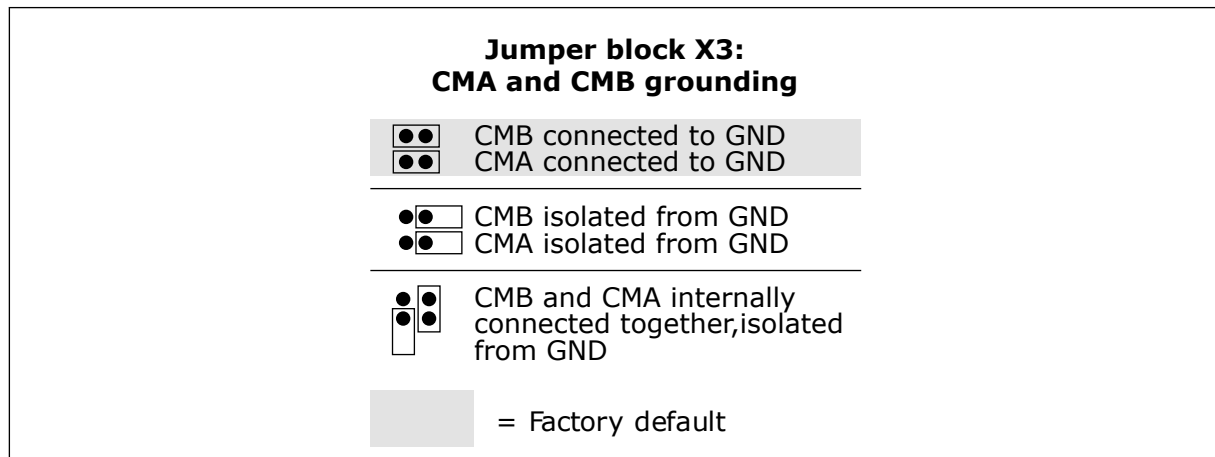 Jumper block X3:
CMA and CMB grounding
CMB connected to GND
CMA connected to GND
CMB isolated from GND
CMA isolated from GND
CMB and CMA internally
connected together,isolated
from GND
= Factory default